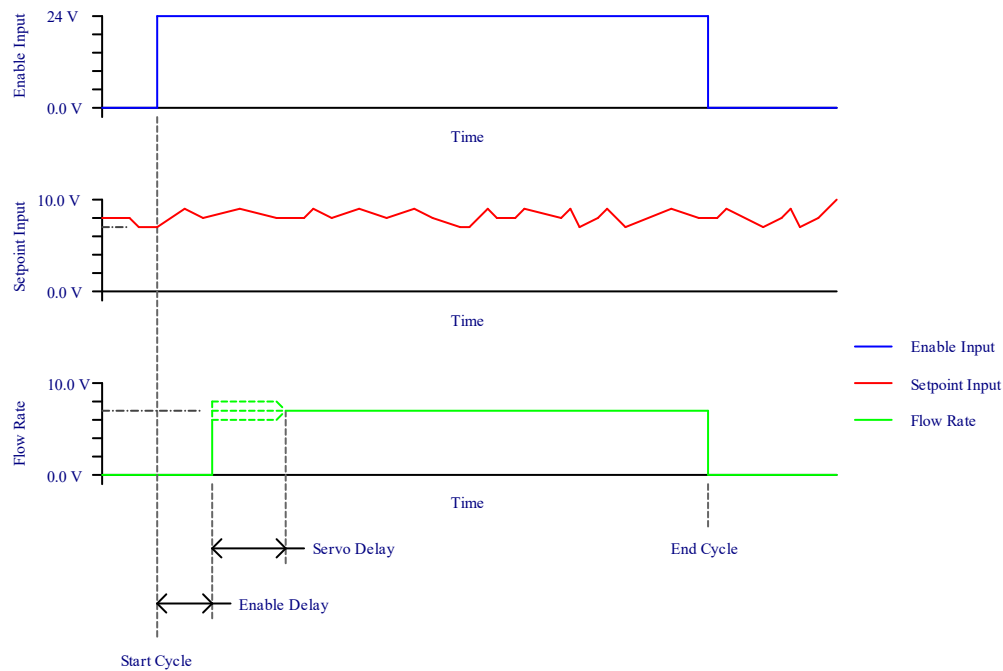 24 V
Enable Input
0.0 V
Time
10.0 V
Setpoint Input
0.0 V
Time
Enable Input
Setpoint Input
Flow Rate
10.0 V
Flow Rate
0.0 V
Time
Servo Delay
End Cycle
Enable Delay
Start Cycle